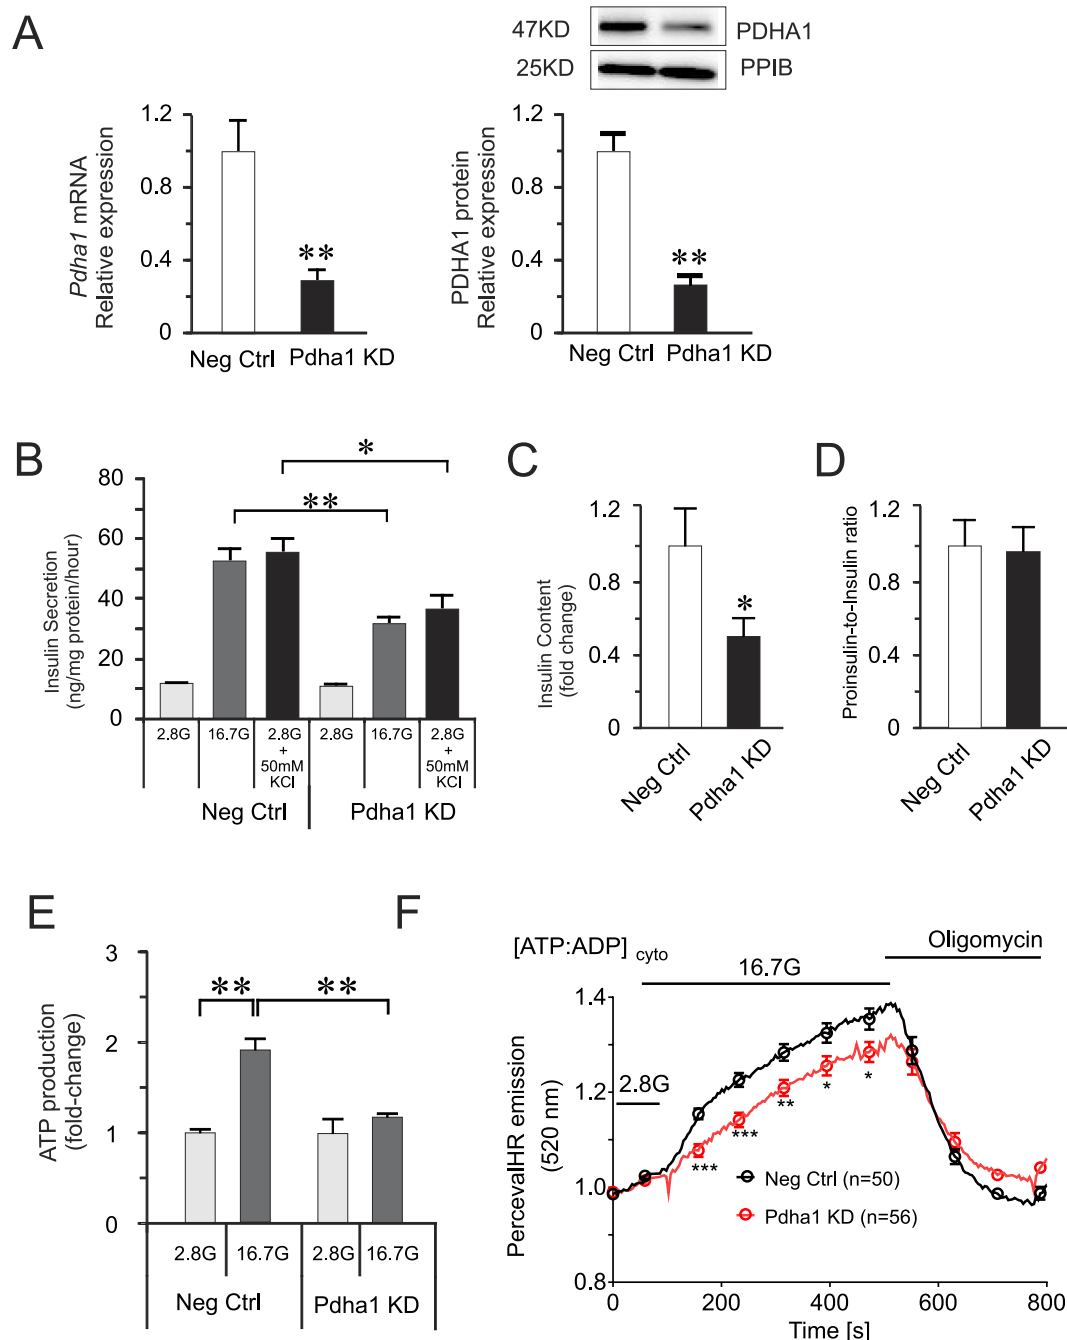 A
47KD
PDHA1
25KD
PPIB
Pdha1 mRNA
Relative expression
1.2
0.8
0.4
0
**
Neg Ctrl
Pdha1 KD
PDHA1 protein
Relative expression
1.2
0.8
0.4
0
**
Neg Ctrl
Pdha1 KD
B
Insulin Secretion
(ng/mg protein/hour)
80
60
40
20
0
*
**
2.8G
16.7G
2.8G
+
50mM
KCl
2.8G
16.7G
2.8G
+
50mM
KCl
Neg Ctrl
Pdha1 KD
C
Insulin Content
(fold change)
1.2
0.8
0.4
0
*
Neg Ctrl
Pdha1 KD
D
Proinsulin-to-Insulin ratio
1.2
0.8
0.4
0
Neg Ctrl
Pdha1 KD
E
ATP production
(fold-change)
3
2
1
0
**
**
2.8G
16.7G
2.8G
16.7G
Neg Ctrl
Pdha1 KD
F
[ATP:ADP] cyto
Oligomycin
16.7G
2.8G
PercevalHR emission
(520 nm)
1.4
1.2
1.0
0.8
***
***
**
*
*
Neg Ctrl (n=50)
Pdha1 KD (n=56)
0
200
400
600
800
Time [s]